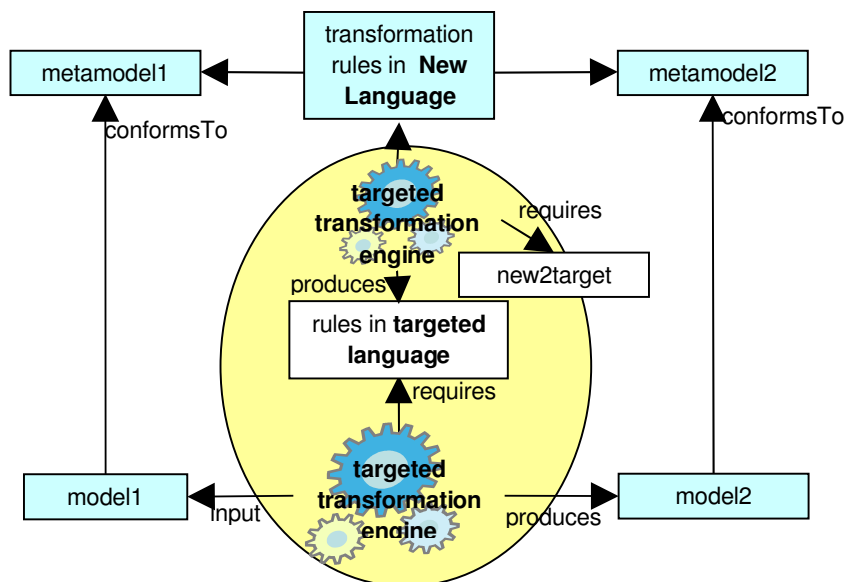 transformation
rules in New
Language
metamodel1
metamodel2
conformsTo
conformsTo
targeted
transformation
engine
requires
new2target
produces
rules in targeted
language
requires
targeted
transformation
engine
model1
model2
Input
produces